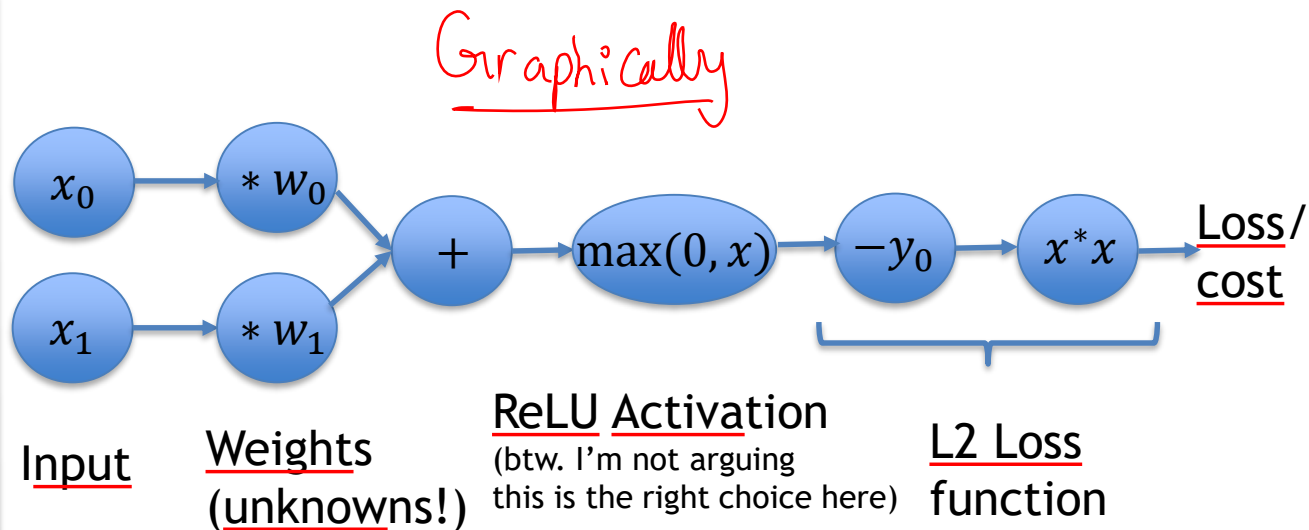 Graphically
x₀
* w₀
+
max(0, x)
−y₀
x*x
Loss/
cost
x₁
* w₁
Input
Weights
(unknowns!)
ReLU Activation
(btw. I'm not arguing
this is the right choice here)
L2 Loss
function